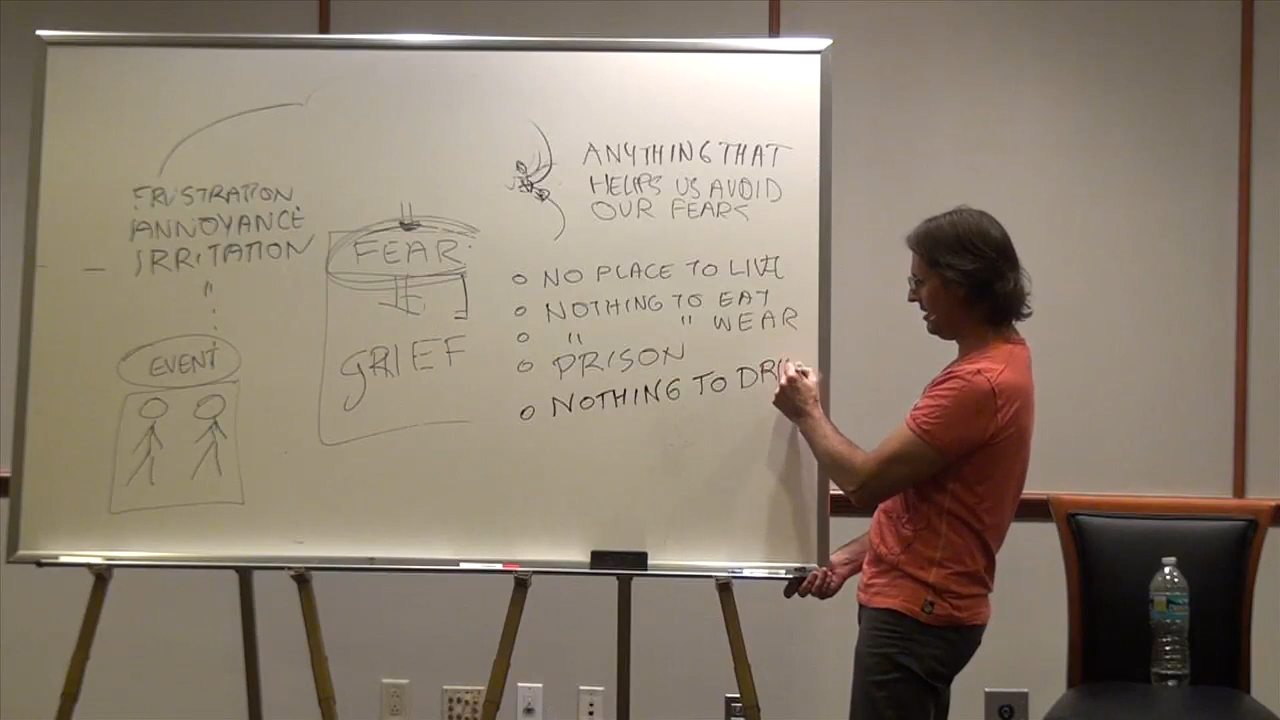 FRUSTRATION
ANNOYANCE
IRRITATION
"
EVENT
FEAR
GRIEF
ANYTHING THAT
HELPS US AVOID
OUR FEARS
o NO PLACE TO LIVE
o NOTHING TO EAT
o " " WEAR
o PRISON
o NOTHING TO DRI